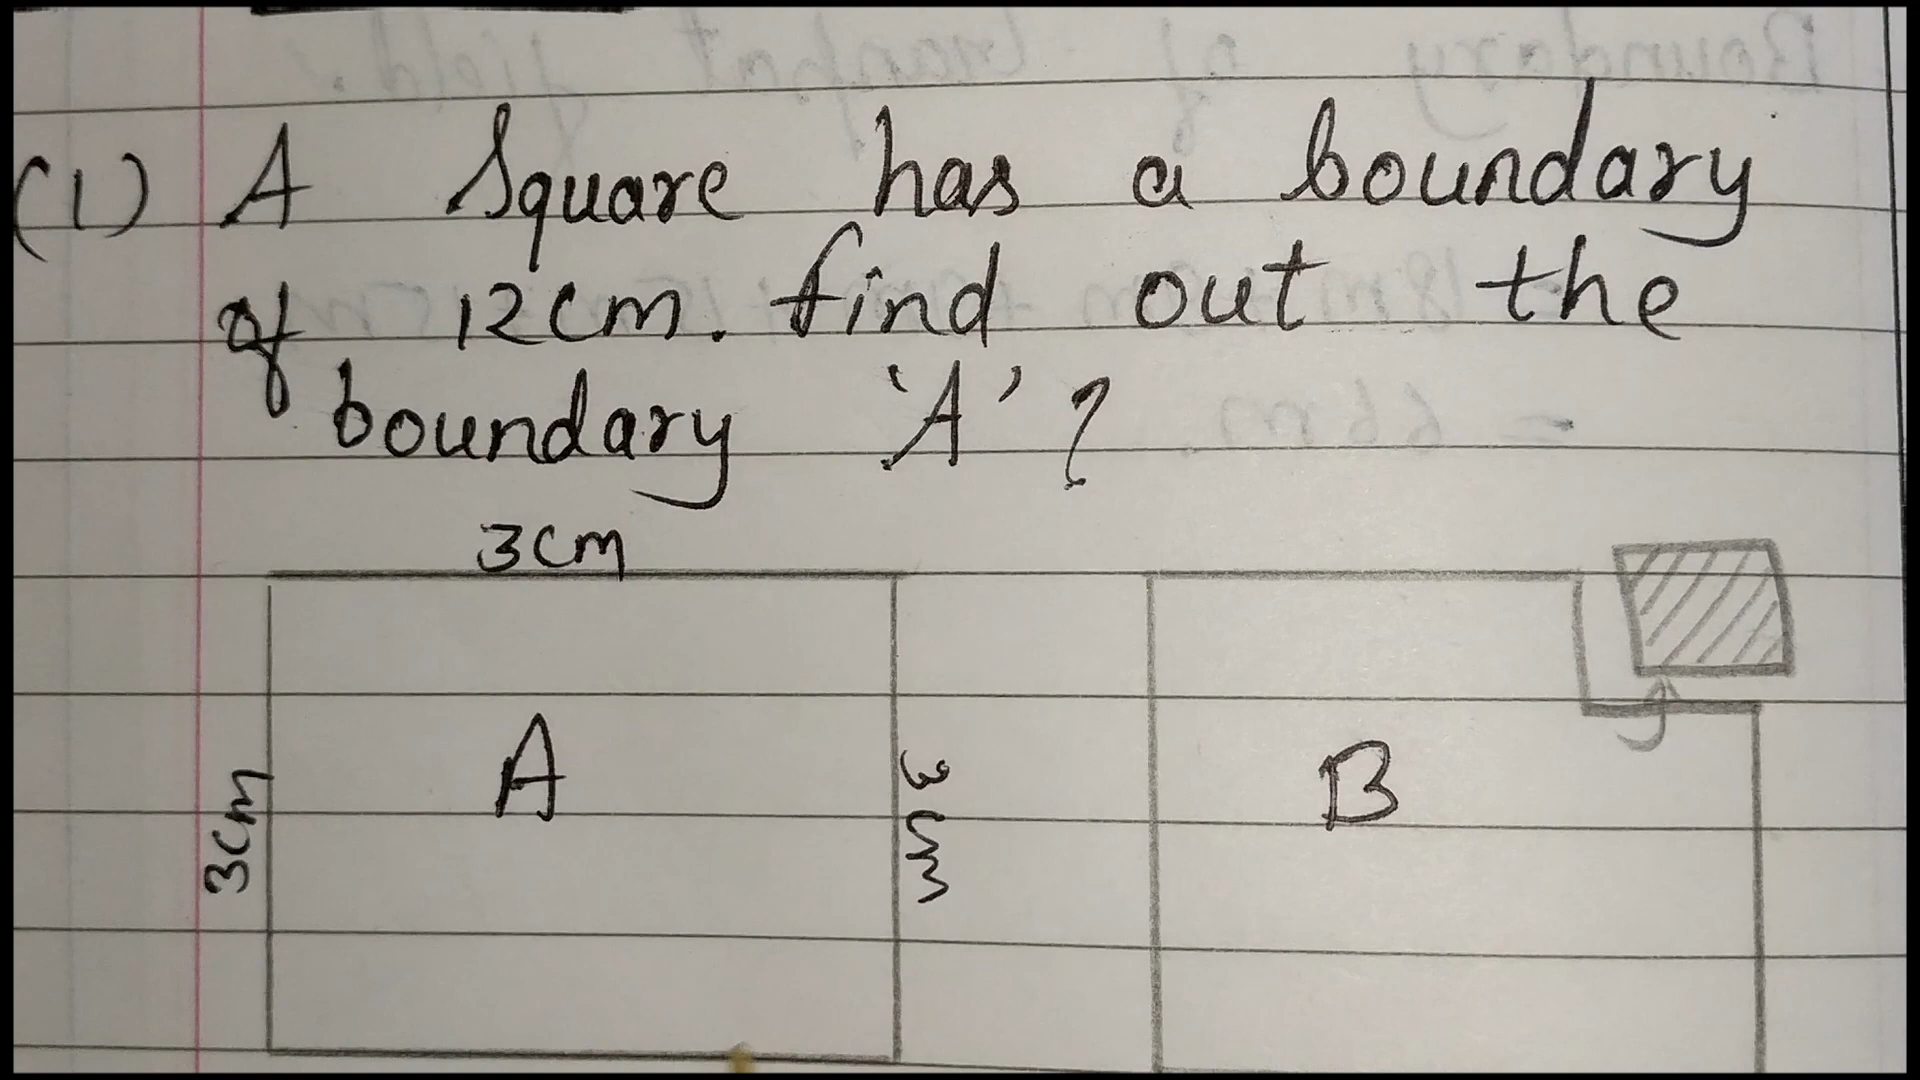 (1) A Square has a boundary
of 12cm. find out the
boundary 'A' ?
3cm
A
3cm
3cm
B